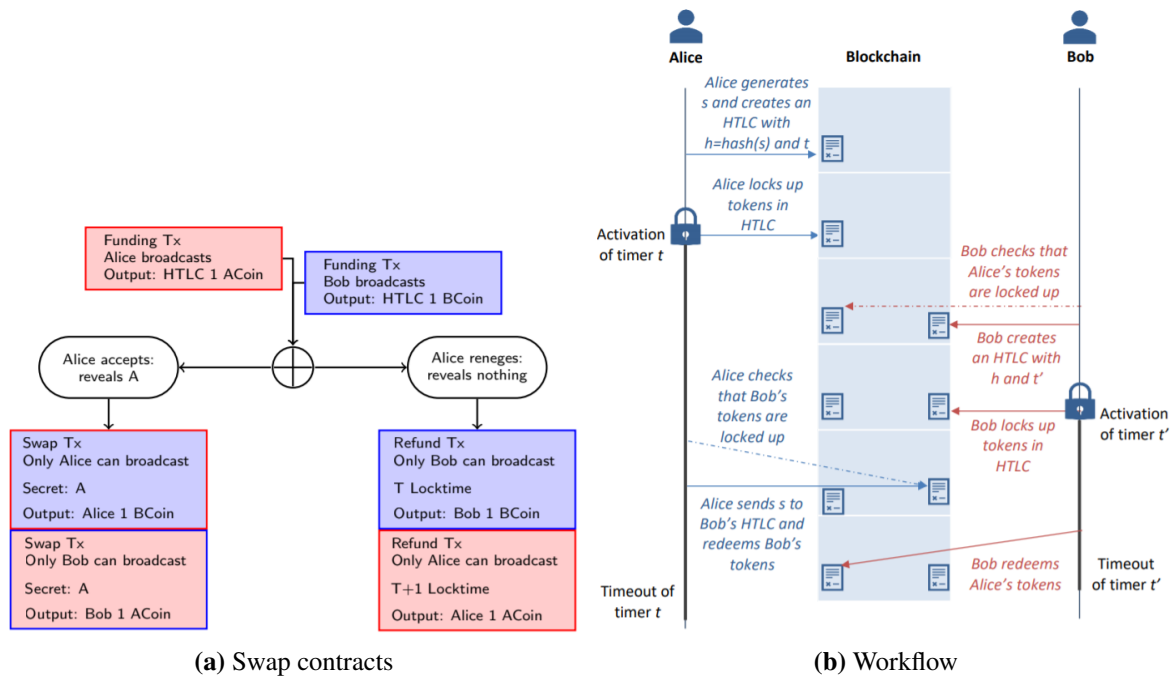 Funding Tx
Alice broadcasts
Output: HTLC 1 ACoin
Funding Tx
Bob broadcasts
Output: HTLC 1 BCoin
Alice accepts:
reveals A
Alice reneges:
reveals nothing
Swap Tx
Only Alice can broadcast
Secret: A
Output: Alice 1 BCoin
Swap Tx
Only Bob can broadcast
Secret: A
Output: Bob 1 ACoin
Refund Tx
Only Bob can broadcast
T Locktime
Output: Bob 1 BCoin
Refund Tx
Only Alice can broadcast
T+1 Locktime
Output: Alice 1 ACoin
(a) Swap contracts
Alice
Blockchain
Bob
Alice generates
s and creates an
HTLC with
h=hash(s) and t
Alice locks up
tokens in
HTLC
Activation
of timer t
Bob checks that
Alice's tokens
are locked up
Bob creates
an HTLC with
h and t'
Alice checks
that Bob's
tokens are
locked up
Activation
of timer t'
Bob locks up
tokens in
HTLC
Alice sends s to
Bob's HTLC and
redeems Bob's
tokens
Bob redeems
Alice's tokens
Timeout of
timer t
Timeout
of timer t'
(b) Workflow